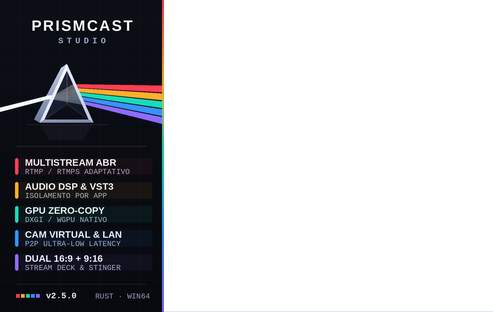 PRISMCAST
STUDIO
MULTISTREAM ABR
RTMP / RTMPS ADAPTATIVO
AUDIO DSP & VST3
ISOLAMENTO POR APP
GPU ZERO-COPY
DXGI / WGPU NATIVO
CAM VIRTUAL & LAN
P2P ULTRA-LOW LATENCY
DUAL 16:9 + 9:16
STREAM DECK & STINGER
v2.5.0 RUST · WIN64